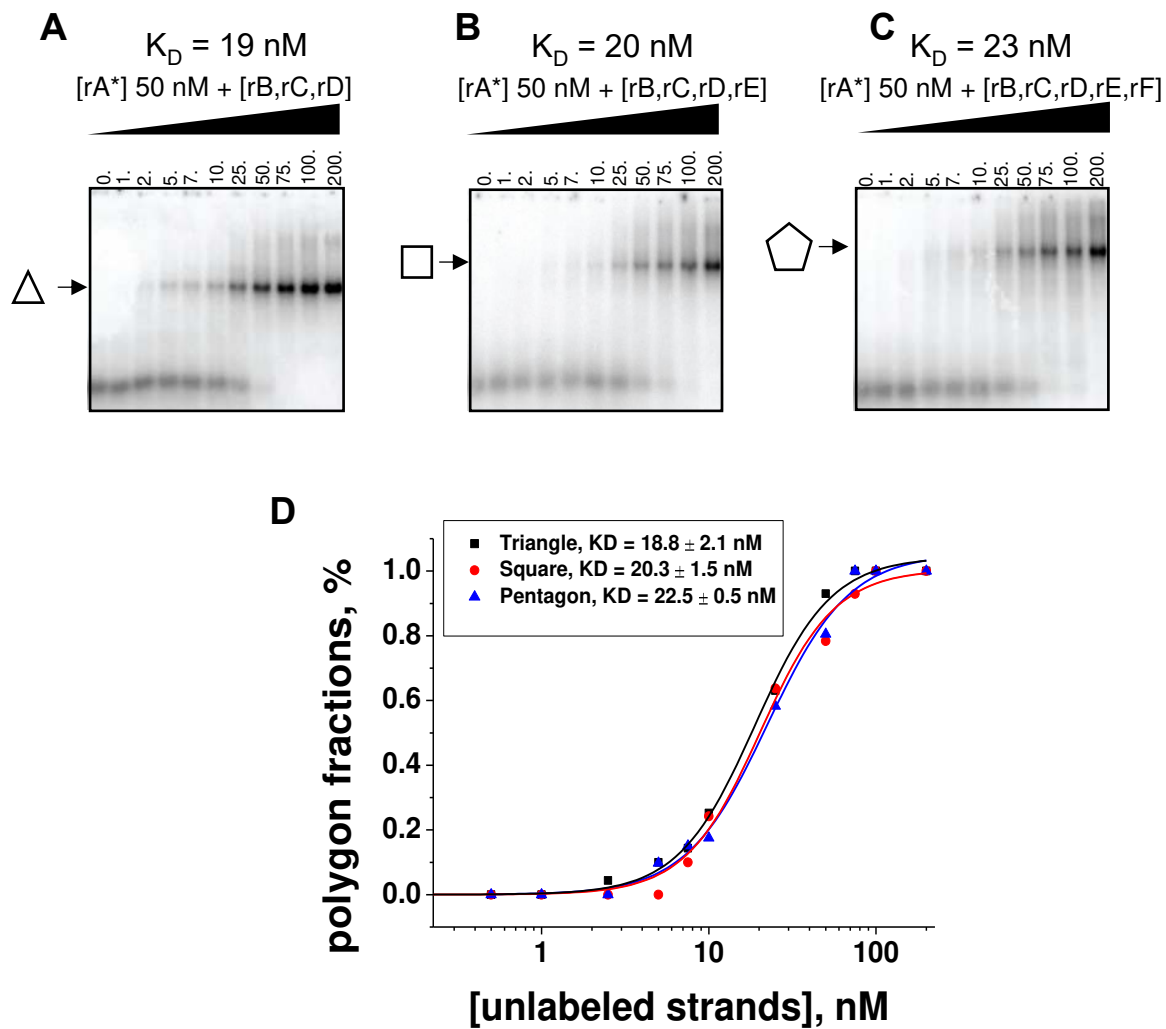 A
K_D = 19 nM
[rA*] 50 nM + [rB,rC,rD]
0. 1. 2. 5. 7. 10. 25. 50. 75. 100. 200.
B
K_D = 20 nM
[rA*] 50 nM + [rB,rC,rD,rE]
0. 1. 2. 5. 7. 10. 25. 50. 75. 100. 200.
C
K_D = 23 nM
[rA*] 50 nM + [rB,rC,rD,rE,rF]
0. 1. 2. 5. 7. 10. 25. 50. 75. 100. 200.
D
Triangle, KD = 18.8 ± 2.1 nM
Square, KD = 20.3 ± 1.5 nM
Pentagon, KD = 22.5 ± 0.5 nM
polygon fractions, %
1.0
0.8
0.6
0.4
0.2
0.0
1 10 100
[unlabeled strands], nM